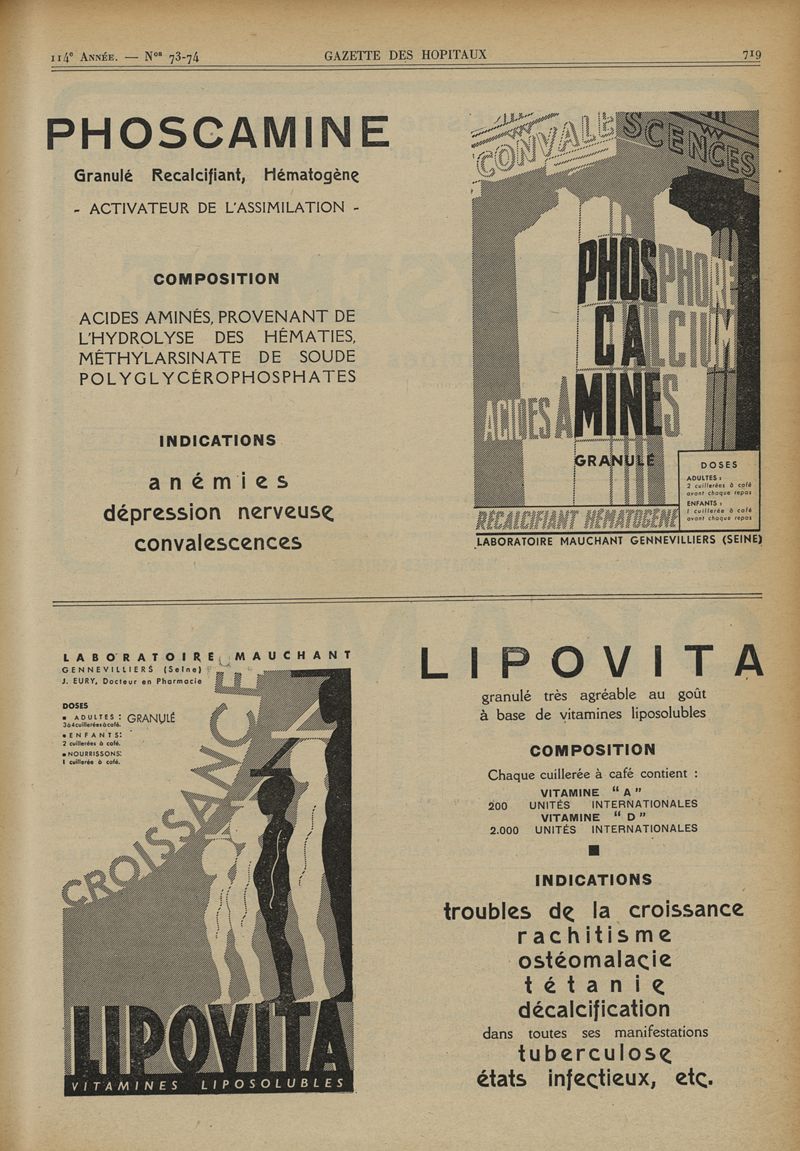 114ᵉ ANNÉE. — Nᵒˢ 73-74
GAZETTE DES HOPITAUX
719
PHOSCAMINE
Granulé Recalcifiant, Hématogène
- ACTIVATEUR DE L'ASSIMILATION -
COMPOSITION
ACIDES AMINÉS, PROVENANT DE
L'HYDROLYSE DES HÉMATIES,
MÉTHYLARSINATE DE SOUDE
POLYGLYCÉROPHOSPHATES
INDICATIONS
anémies
dépression nerveuse
convalescences
CONVALESCENCES
PHOSPHORE
CALCIUM
ACIDES AMINES
GRANULÉ
DOSES
ADULTES :
2 cuillerées à café
avant chaque repas
ENFANTS :
1 cuillerée à café
avant chaque repas
RECALCIFIANT HÉMATOGÈNE
LABORATOIRE MAUCHANT GENNEVILLIERS (SEINE)
LABORATOIRE MAUCHANT
GENNEVILLIERS (Seine)
J. EURY, Docteur en Pharmacie
DOSES
▪ ADULTES : GRANULÉ
3 à 4 cuillerées à café.
▪ ENFANTS:
2 cuillerées à café.
▪ NOURRISSONS:
1 cuillerée à café.
CROISSANCE
LIPOVITA
VITAMINES LIPOSOLUBLES
LIPOVITA
granulé très agréable au goût
à base de vitamines liposolubles
COMPOSITION
Chaque cuillerée à café contient :
VITAMINE “ A ”
200 UNITÉS INTERNATIONALES
VITAMINE “ D ”
2.000 UNITÉS INTERNATIONALES
■
INDICATIONS
troubles de la croissance
rachitisme
ostéomalacie
tétanie
décalcification
dans toutes ses manifestations
tuberculose
états infectieux, etc.